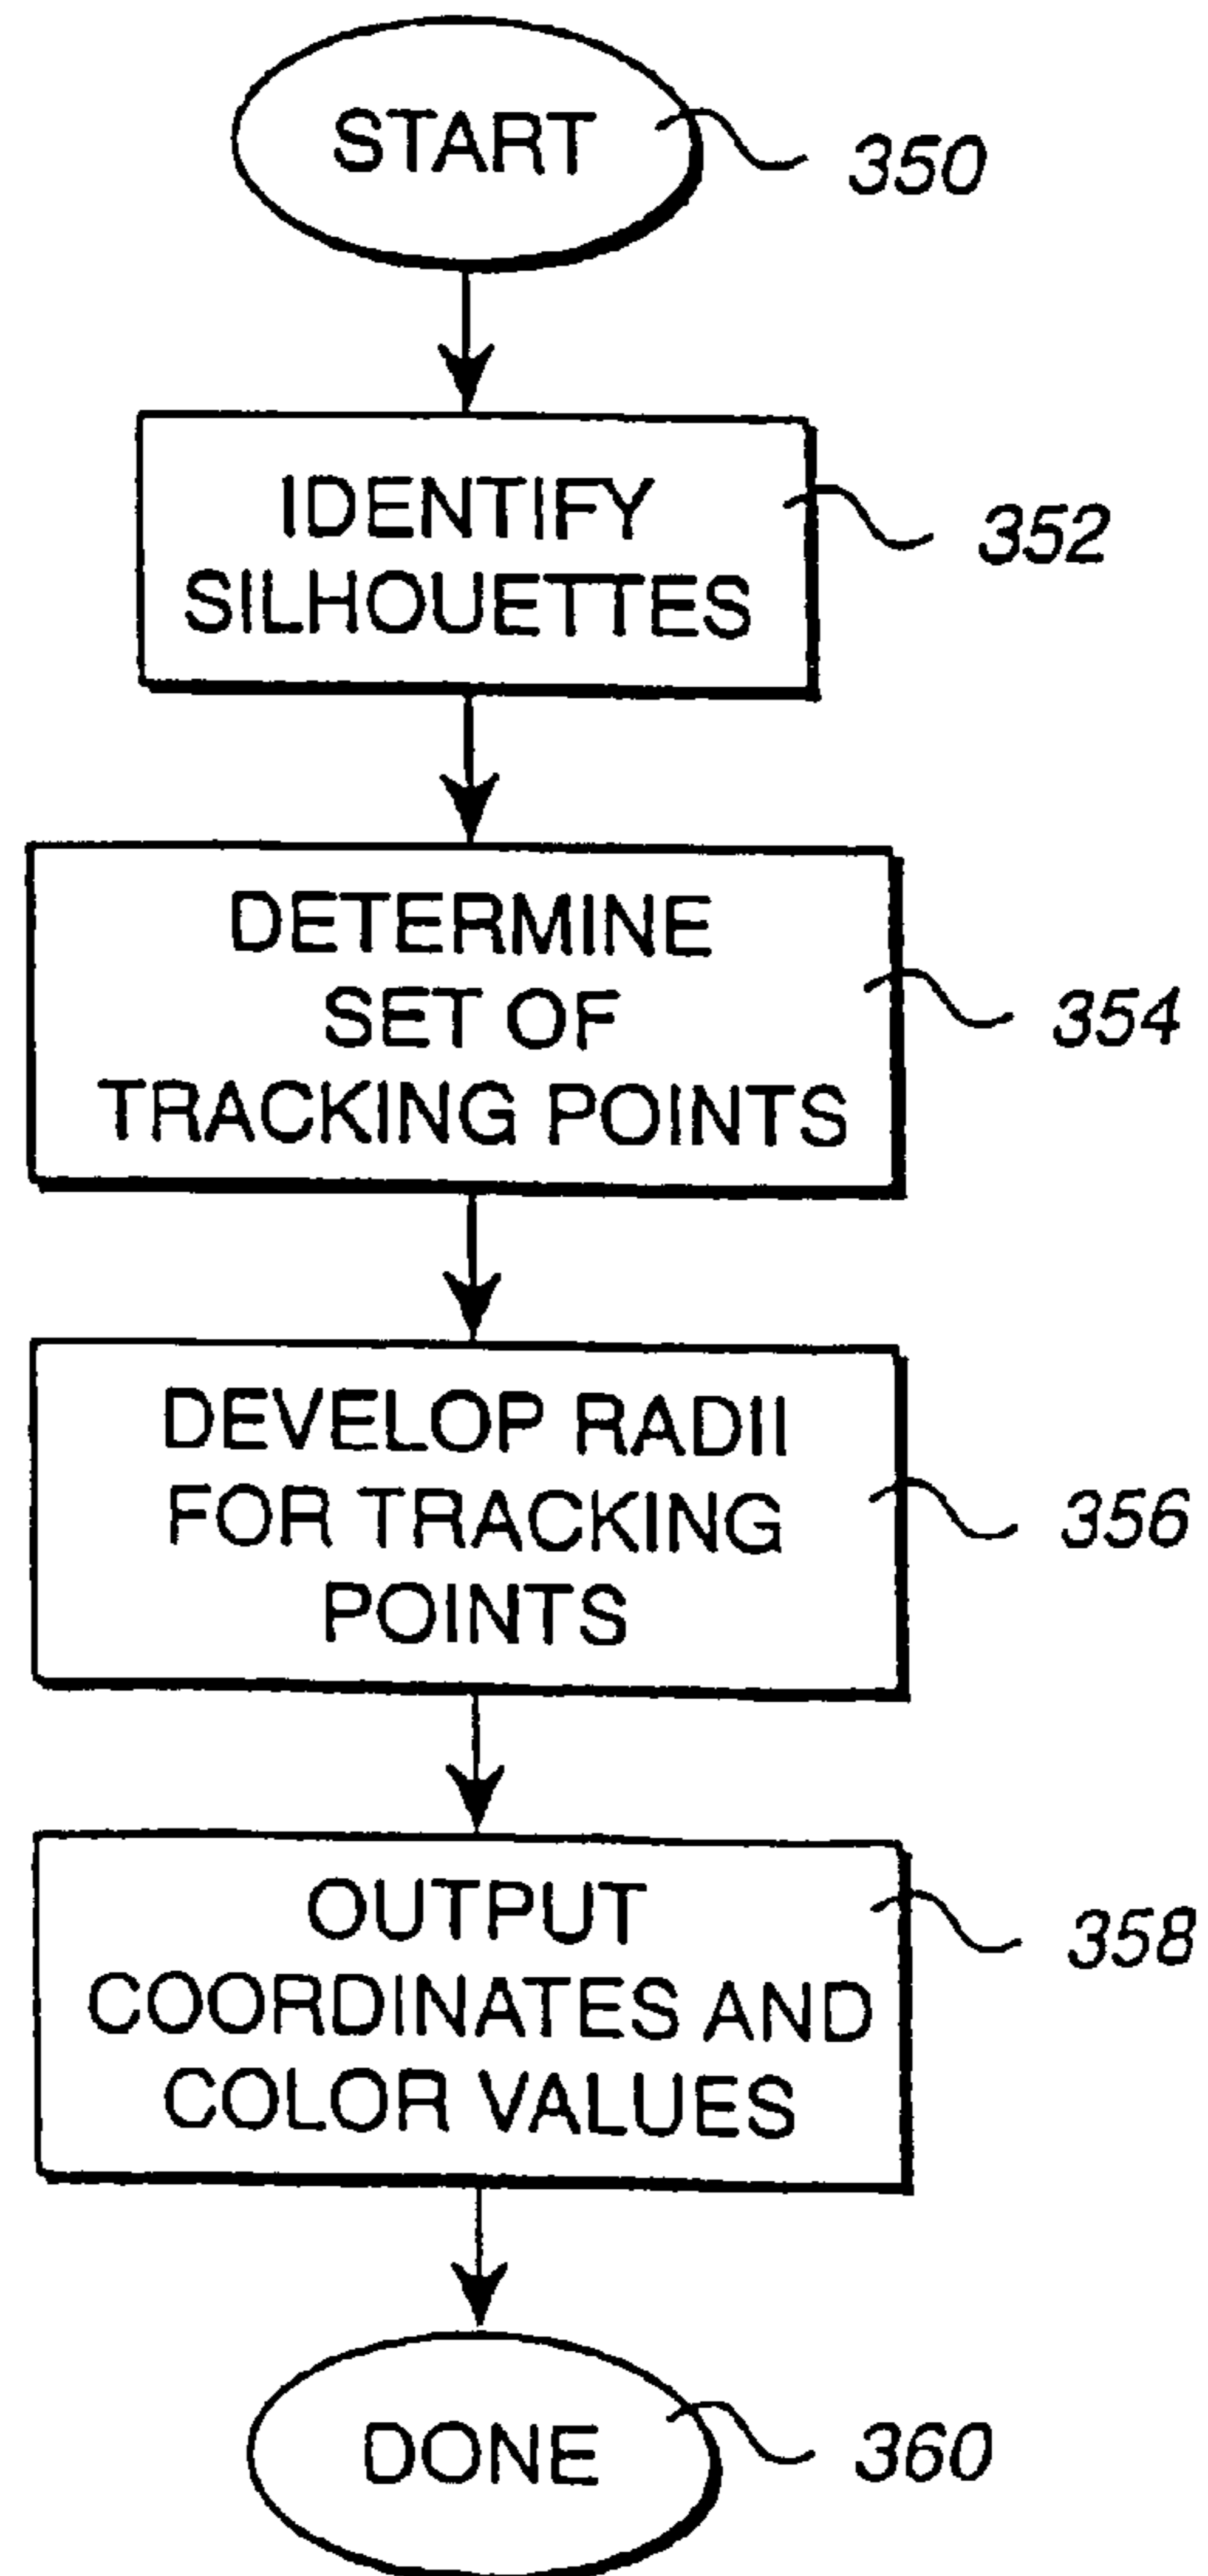 START
350
IDENTIFY
SILHOUETTES
352
DETERMINE
SET OF
TRACKING POINTS
354
DEVELOP RADII
FOR TRACKING
POINTS
356
OUTPUT
COORDINATES AND
COLOR VALUES
358
DONE
360